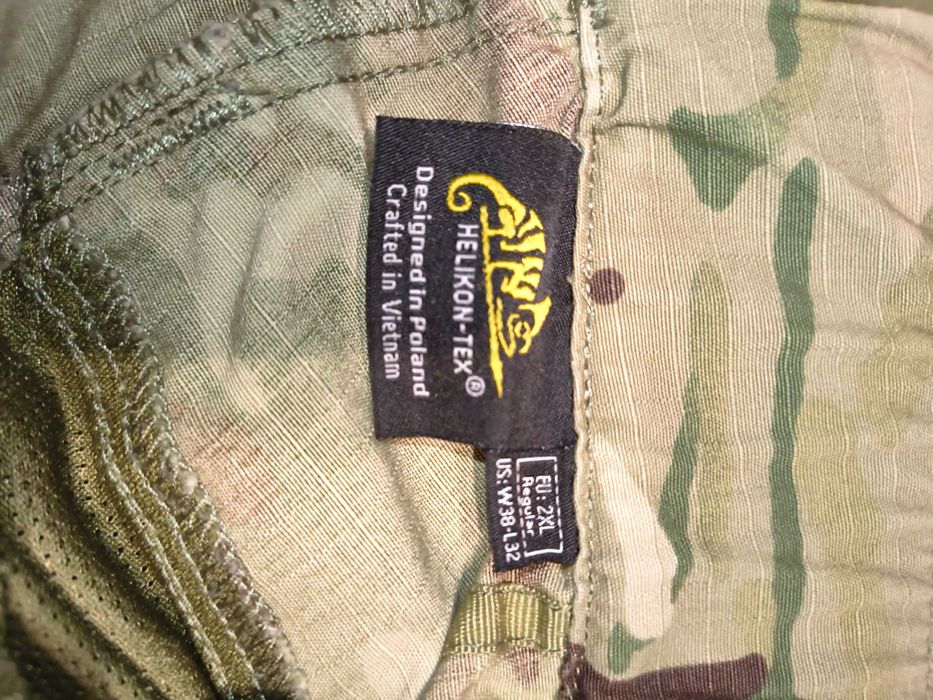 HELIKON-TEX®
Designed in Poland
Crafted in Vietnam
EU: 2XL
Regular
US: W38-L32